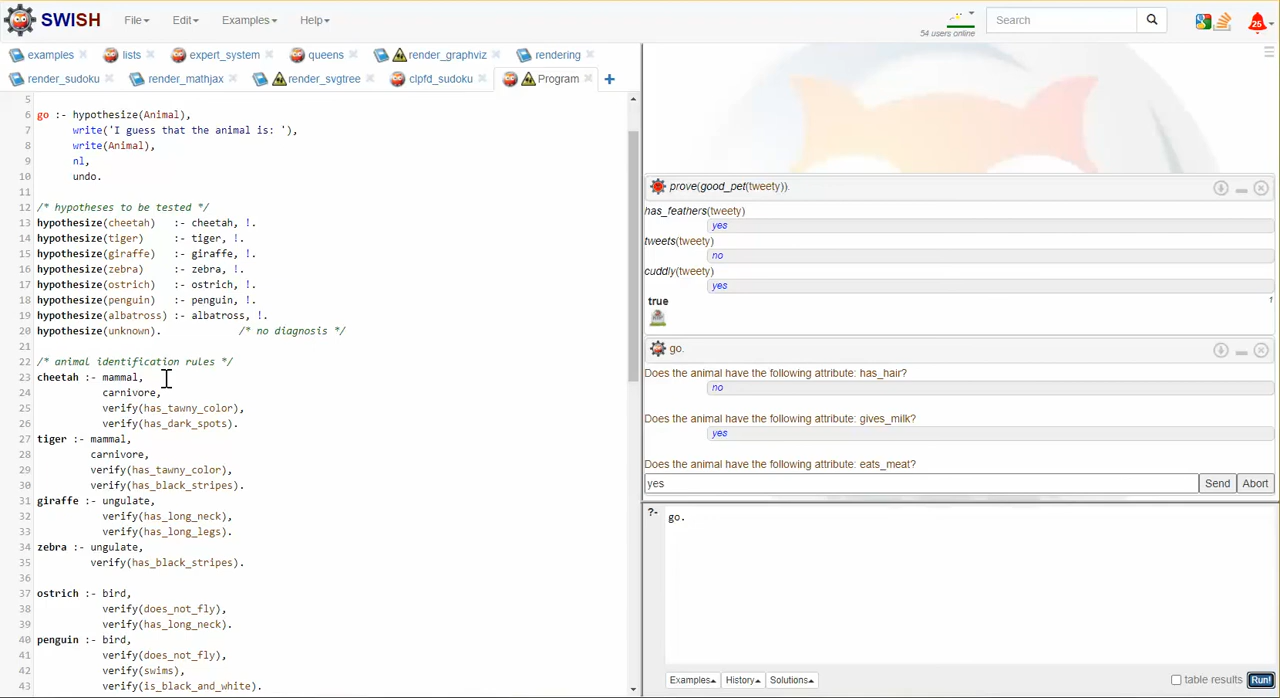 SWISH File Edit Examples Help 54 users online Search 25
examples lists expert_system queens render_graphviz rendering
render_sudoku render_mathjax render_svgtree clpfd_sudoku Program
5
6 go :- hypothesize(Animal),
7 write('I guess that the animal is: '),
8 write(Animal),
9 nl,
10 undo.
11
12 /* hypotheses to be tested */
13 hypothesize(cheetah) :- cheetah, !.
14 hypothesize(tiger) :- tiger, !.
15 hypothesize(giraffe) :- giraffe, !.
16 hypothesize(zebra) :- zebra, !.
17 hypothesize(ostrich) :- ostrich, !.
18 hypothesize(penguin) :- penguin, !.
19 hypothesize(albatross) :- albatross, !.
20 hypothesize(unknown). /* no diagnosis */
21
22 /* animal identification rules */
23 cheetah :- mammal,
24 carnivore,
25 verify(has_tawny_color),
26 verify(has_dark_spots).
27 tiger :- mammal,
28 carnivore,
29 verify(has_tawny_color),
30 verify(has_black_stripes).
31 giraffe :- ungulate,
32 verify(has_long_neck),
33 verify(has_long_legs).
34 zebra :- ungulate,
35 verify(has_black_stripes).
36
37 ostrich :- bird,
38 verify(does_not_fly),
39 verify(has_long_neck).
40 penguin :- bird,
41 verify(does_not_fly),
42 verify(swims),
43 verify(is_black_and_white).
prove(good_pet(tweety)).
has_feathers(tweety)
yes
tweets(tweety)
no
cuddly(tweety)
yes
true 1
go.
Does the animal have the following attribute: has_hair?
no
Does the animal have the following attribute: gives_milk?
yes
Does the animal have the following attribute: eats_meat?
yes Send Abort
?- go.
Examples History Solutions table results Run!